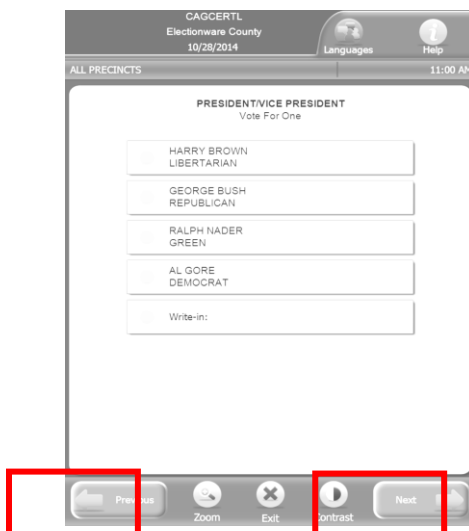 CAGCERTL
Electionware County
10/28/2014
Languages
Help
ALL PRECINCTS
11:00 AM
PRESIDENT/VICE PRESIDENT
Vote For One
HARRY BROWN
LIBERTARIAN
GEORGE BUSH
REPUBLICAN
RALPH NADER
GREEN
AL GORE
DEMOCRAT
Write-in:
Previous
Zoom
Exit
Contrast
Next